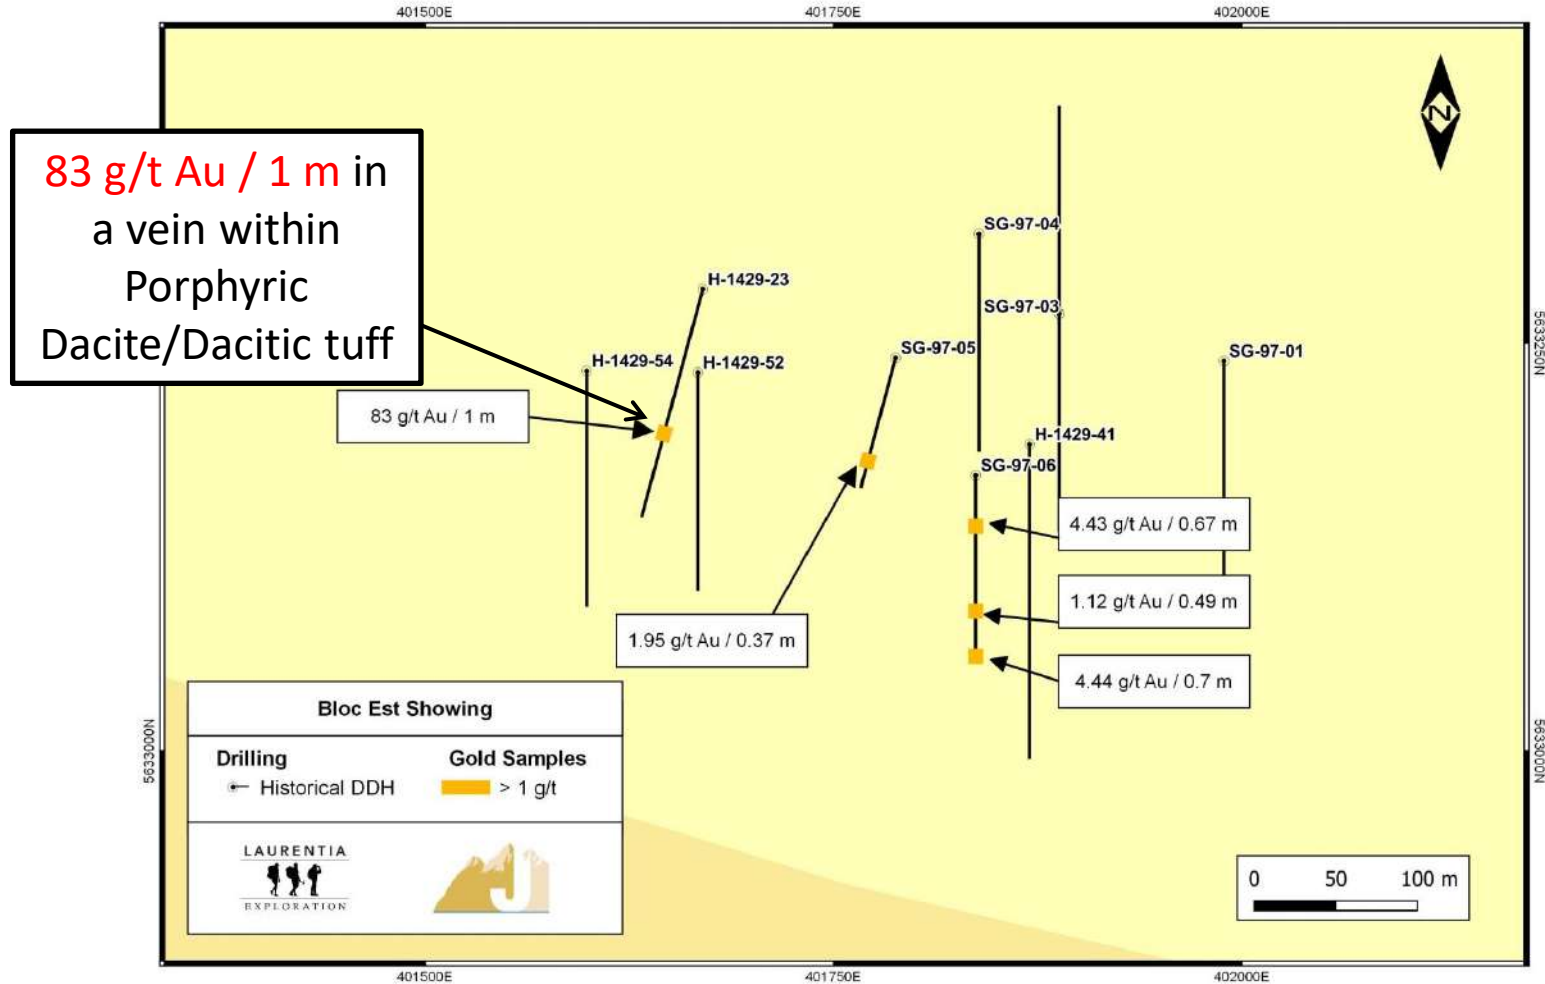 401500E
401750E
402000E
83 g/t Au / 1 m in
a vein within
Porphyric
Dacite/Dacitic tuff
N
SG-97-04
H-1429-23
SG-97-03
5633250N
H-1429-54
H-1429-52
SG-97-05
SG-97-01
83 g/t Au / 1 m
H-1429-41
SG-97-06
4.43 g/t Au / 0.67 m
1.12 g/t Au / 0.49 m
1.95 g/t Au / 0.37 m
4.44 g/t Au / 0.7 m
Bloc Est Showing
5633000N
5633000N
Drilling
Gold Samples
Historical DDH
> 1 g/t
LAURENTIA
EXPLORATION
J
0 50 100 m
401500E
401750E
402000E